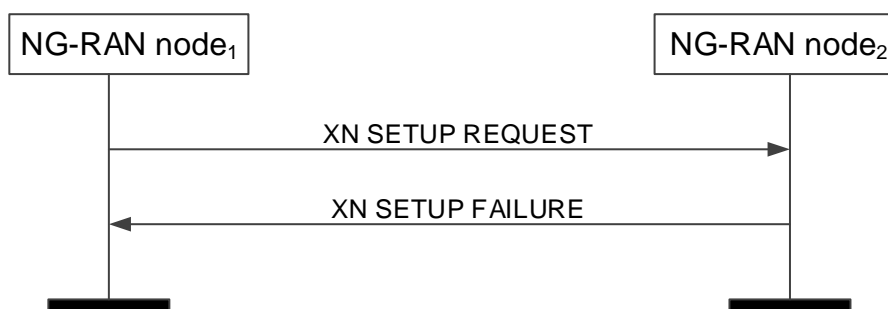 NG-RAN node₁
NG-RAN node₂
XN SETUP REQUEST
XN SETUP FAILURE